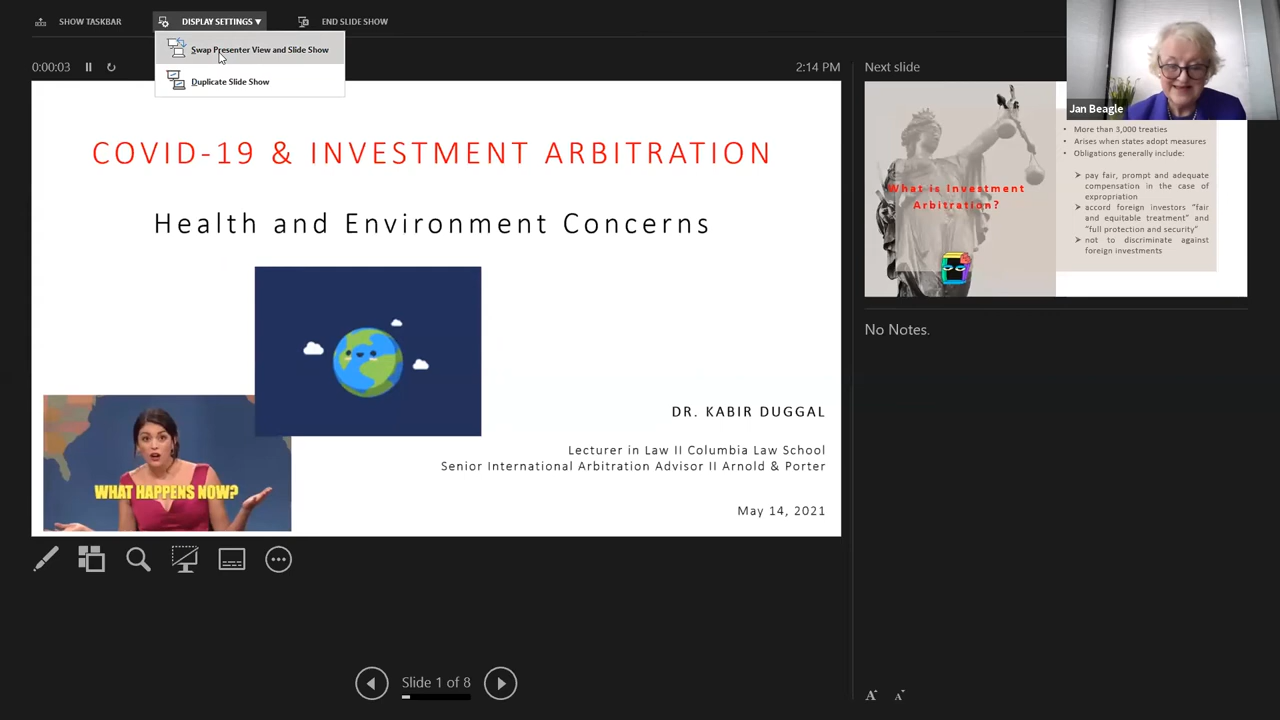 SHOW TASKBAR
DISPLAY SETTINGS ▾
END SLIDE SHOW
Swap Presenter View and Slide Show
Duplicate Slide Show
0:00:03
2:14 PM
COVID-19 & INVESTMENT ARBITRATION
Health and Environment Concerns
WHAT HAPPENS NOW?
DR. KABIR DUGGAL
Lecturer in Law II Columbia Law School
Senior International Arbitration Advisor II Arnold & Porter
May 14, 2021
Slide 1 of 8
Next slide
Jan Beagle
What is Investment
Arbitration?
• More than 3,000 treaties
• Arises when states adopt measures
• Obligations generally include:
➢ pay fair, prompt and adequate
compensation in the case of
expropriation
➢ accord foreign investors “fair
and equitable treatment” and
“full protection and security”
➢ not to discriminate against
foreign investments
No Notes.
A A